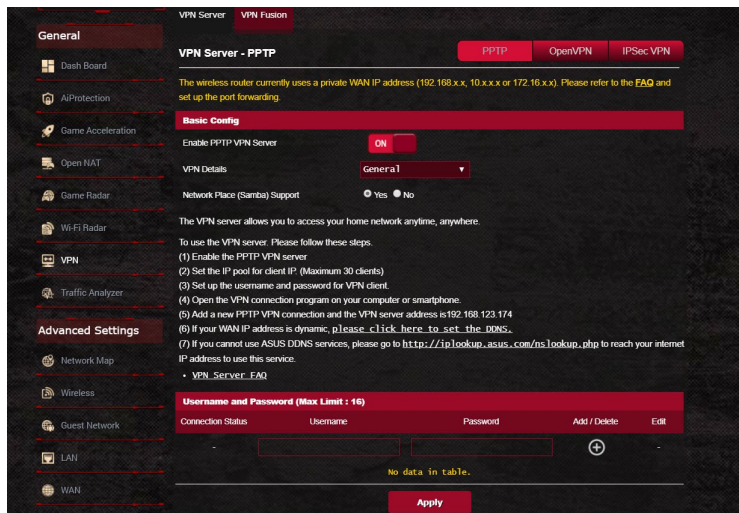 VPN Server VPN Fusion
General
Dash Board
AiProtection
Game Acceleration
Open NAT
Game Radar
Wi-Fi Radar
VPN
Traffic Analyzer
Advanced Settings
Network Map
Wireless
Guest Network
LAN
WAN
VPN Server - PPTP
PPTP OpenVPN IPSec VPN
The wireless router currently uses a private WAN IP address (192.168.x.x, 10.x.x.x or 172.16.x.x). Please refer to the FAQ and
set up the port forwarding.
Basic Config
Enable PPTP VPN Server ON
VPN Details General
Network Place (Samba) Support Yes No
The VPN server allows you to access your home network anytime, anywhere.
To use the VPN server. Please follow these steps.
(1) Enable the PPTP VPN server
(2) Set the IP pool for client IP. (Maximum 30 clients)
(3) Set up the username and password for VPN client.
(4) Open the VPN connection program on your computer or smartphone.
(5) Add a new PPTP VPN connection and the VPN server address is192.168.123.174
(6) If your WAN IP address is dynamic, please click here to set the DDNS.
(7) If you cannot use ASUS DDNS services, please go to http://iplookup.asus.com/nslookup.php to reach your internet
IP address to use this service.
• VPN Server FAQ
Username and Password (Max Limit : 16)
Connection Status Username Password Add / Delete Edit
- -
No data in table.
Apply